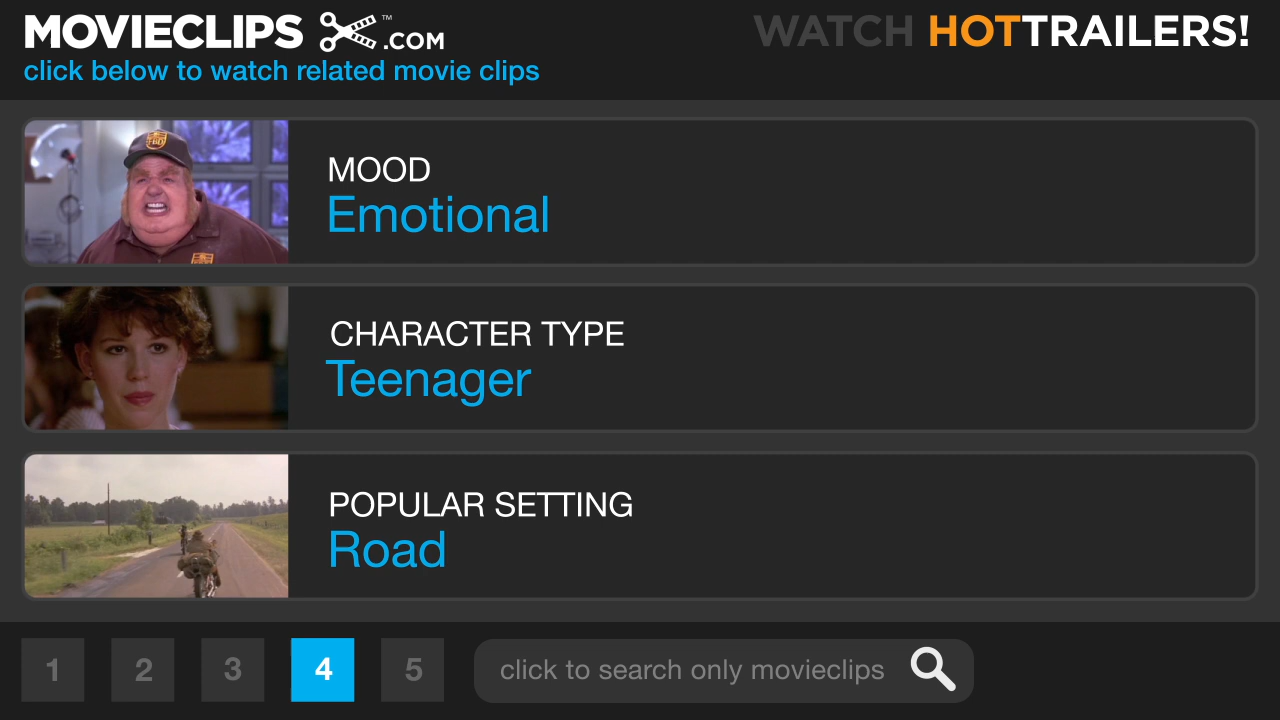 MOVIECLIPS ™ .COM
WATCH HOTTRAILERS!
click below to watch related movie clips
MOOD
Emotional
CHARACTER TYPE
Teenager
POPULAR SETTING
Road
1 2 3 4 5 click to search only movieclips